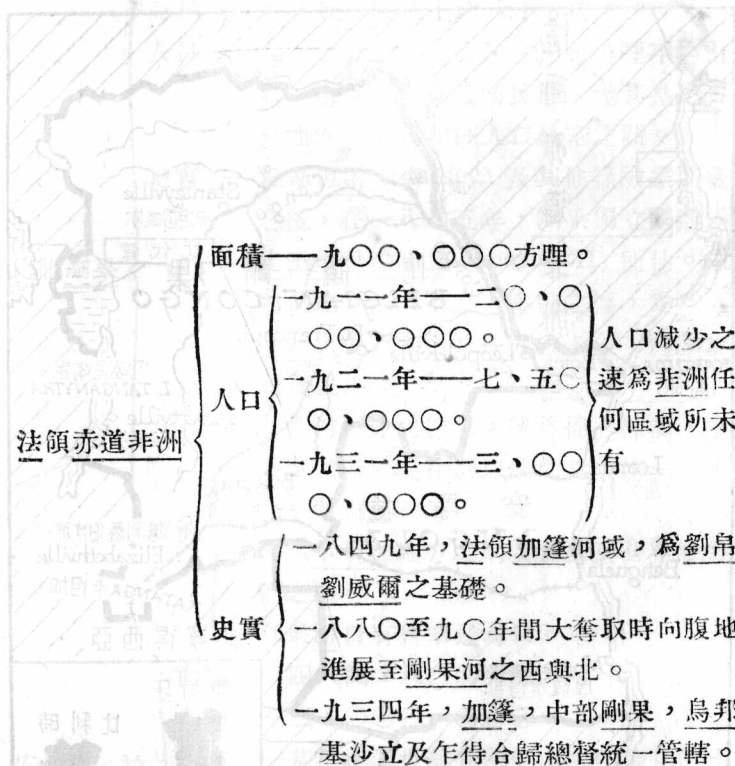 法領赤道非洲
面積——九〇〇、〇〇〇方哩。
人口
一九一一年——二〇、〇
〇〇、〇〇〇。
一九二一年——七、五〇
〇、〇〇〇。
一九三一年——三、〇〇
〇、〇〇〇。
人口減少之
速爲非洲任
何區域所未
有
史實
一八四九年，法領加篷河域，爲劉帛
劉威爾之基礎。
一八八〇至九〇年間大奪取時向腹地
進展至剛果河之西與北。
一九三四年，加篷，中部剛果，烏邦
基沙立及乍得合歸總督統一管轄。